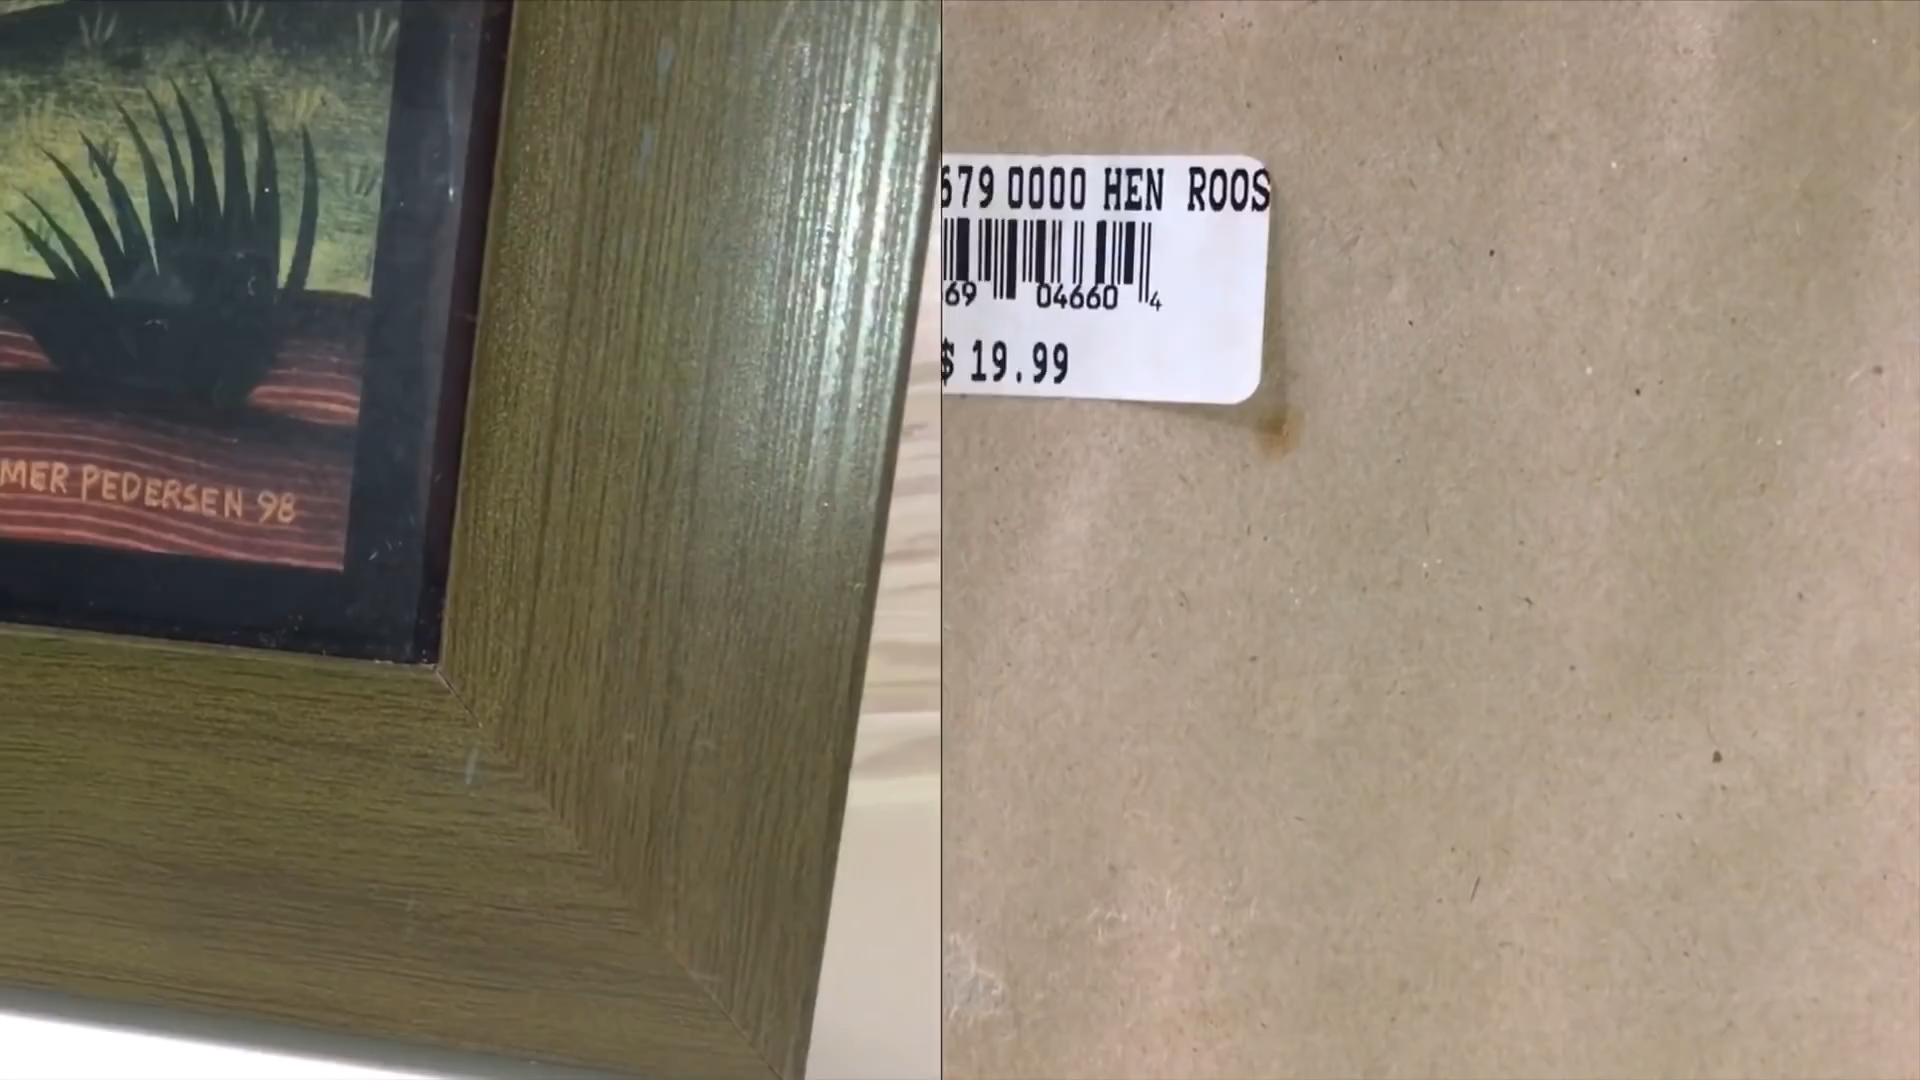 MER PEDERSEN 98
679 0000 HEN ROOS
69 04660 4
$ 19.99